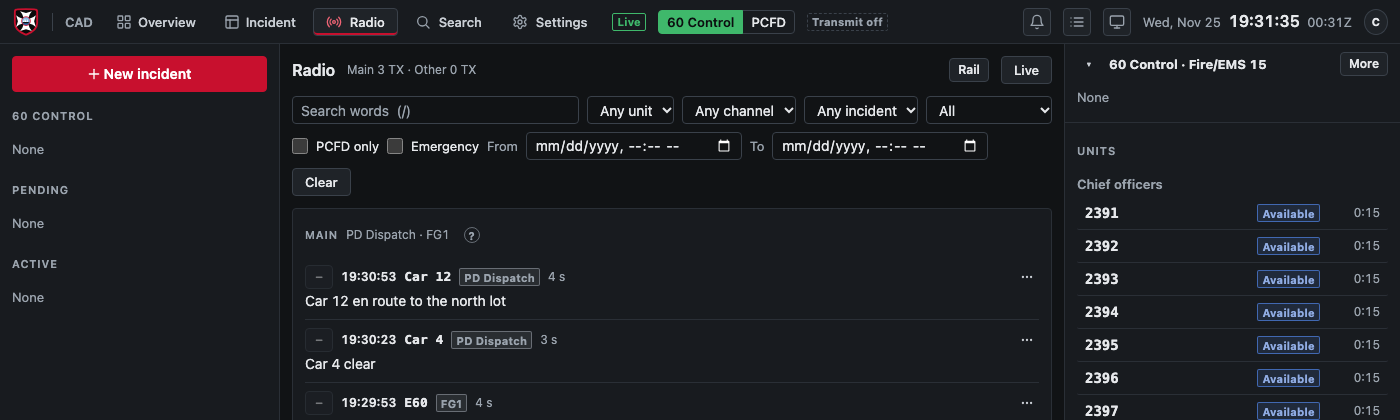 CAD Overview Incident Radio Search Settings Live 60 Control PCFD Transmit off Wed, Nov 25 19:31:35 00:31Z C
+ New incident
60 CONTROL
None
PENDING
None
ACTIVE
None
Radio Main 3 TX · Other 0 TX Rail Live
Search words (/) Any unit Any channel Any incident All
PCFD only Emergency From mm/dd/yyyy, --:-- -- To mm/dd/yyyy, --:-- --
Clear
MAIN PD Dispatch · FG1 ?
– 19:30:53 Car 12 PD Dispatch 4 s ...
Car 12 en route to the north lot
– 19:30:23 Car 4 PD Dispatch 3 s ...
Car 4 clear
– 19:29:53 E60 FG1 4 s ...
60 Control · Fire/EMS 15 More
None
UNITS
Chief officers
2391 Available 0:15
2392 Available 0:15
2393 Available 0:15
2394 Available 0:15
2395 Available 0:15
2396 Available 0:15
2397 Available 0:15